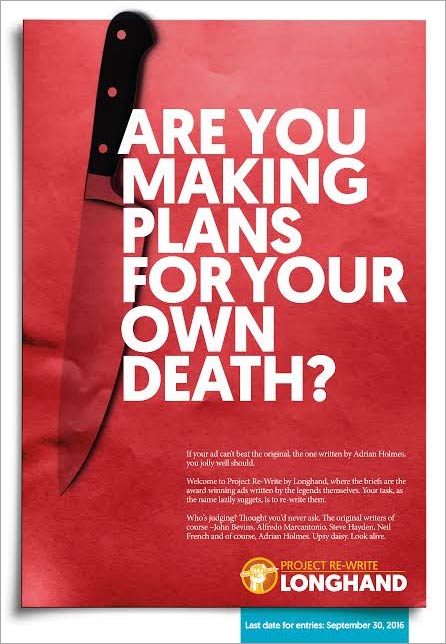 ARE YOU
MAKING
PLANS
FOR YOUR
OWN
DEATH?
If your ad can't beat the original, the one written by Adrian Holmes,
you jolly well should.
Welcome to Project Re-Write by Longhand, where the briefs are the
award winning ads written by the legends themselves. Your task, as
the name lazily suggets, is to re-write them.
Who's judging? Thought you'd never ask. The original writers of
course –John Bevins, Alfredo Marcantonio, Steve Hayden, Neil
French and of course, Adrian Holmes. Upsy daisy. Look alive.
PROJECT RE-WRITE
LONGHAND
Last date for entries: September 30, 2016